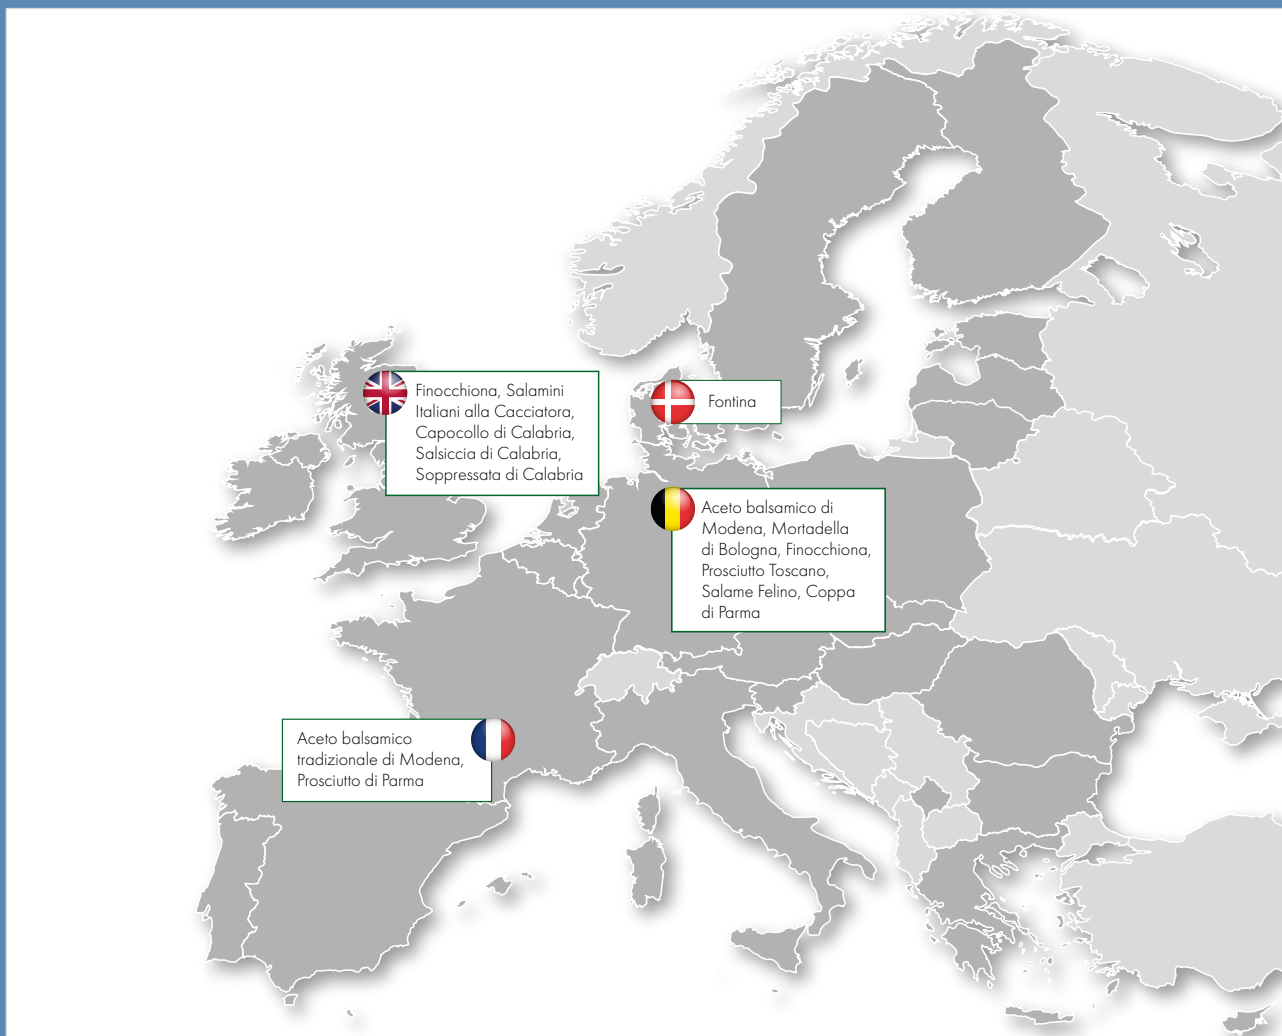 Finocchiona, Salamini
Italiani alla Cacciatora,
Capocollo di Calabria,
Salsiccia di Calabria,
Soppressata di Calabria
Fontina
Aceto balsamico di
Modena, Mortadella
di Bologna, Finocchiona,
Prosciutto Toscano,
Salame Felino, Coppa
di Parma
Aceto balsamico
tradizionale di Modena,
Prosciutto di Parma